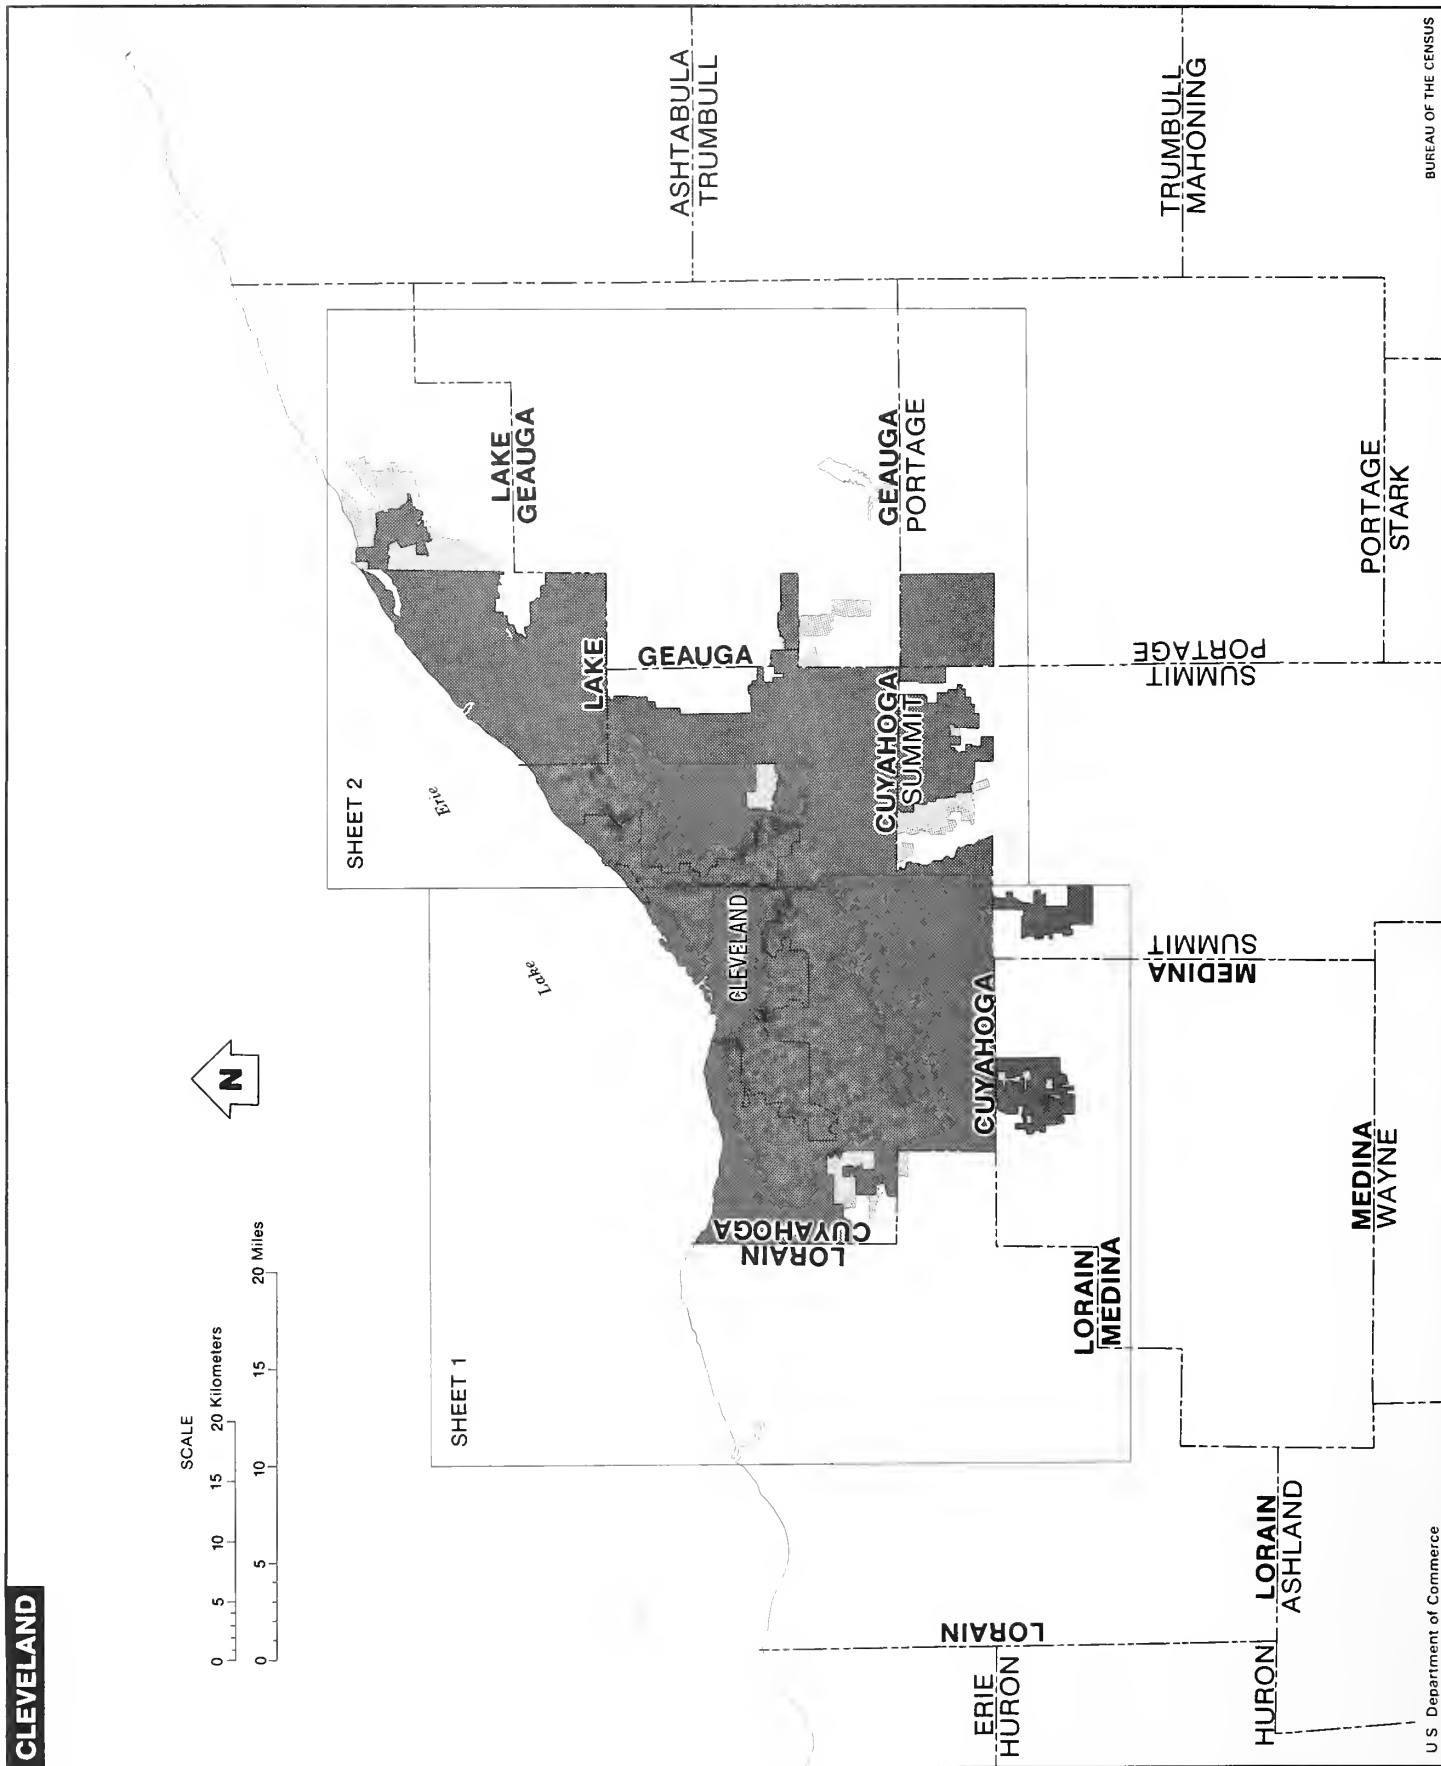 CLEVELAND
SCALE
0 5 10 15 20 Kilometers
0 5 10 15 20 Miles
N
SHEET 1
SHEET 2
Lake
Erie
ASHTABULA
TRUMBULL
LAKE
GEAUGA
LAKE
GEAUGA
CLEVELAND
LORAIN
CUYAHOGA
GEAUGA
PORTAGE
CUYAHOGA
SUMMIT
CUYAHOGA
TRUMBULL
MAHONING
ERIE
HURON
LORAIN
LORAIN
MEDINA
MEDINA
SUMMIT
SUMMIT
PORTAGE
HURON
LORAIN
ASHLAND
MEDINA
WAYNE
PORTAGE
STARK
U S Department of Commerce
BUREAU OF THE CENSUS